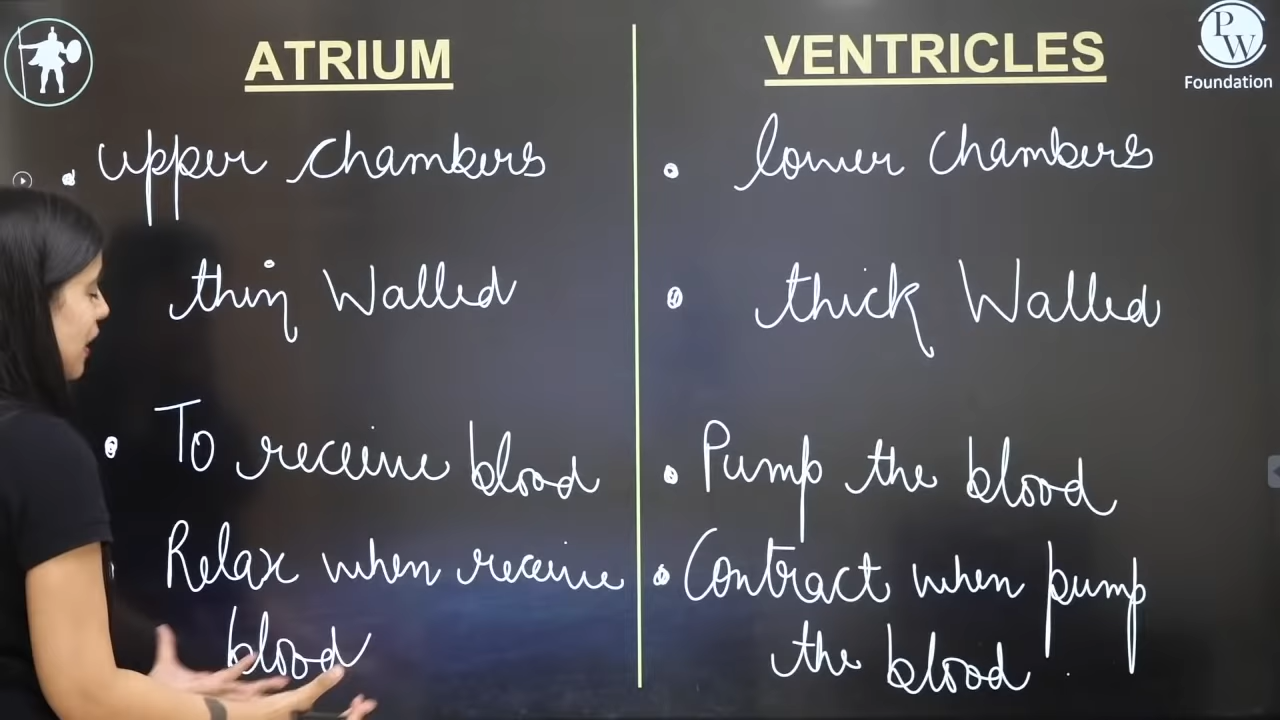 ATRIUM
upper chambers
thin Walled
To receive blood
Relax when receive
blood
VENTRICLES
lower chambers
thick Walled
Pump the blood
Contract when pump
the blood
PW
Foundation